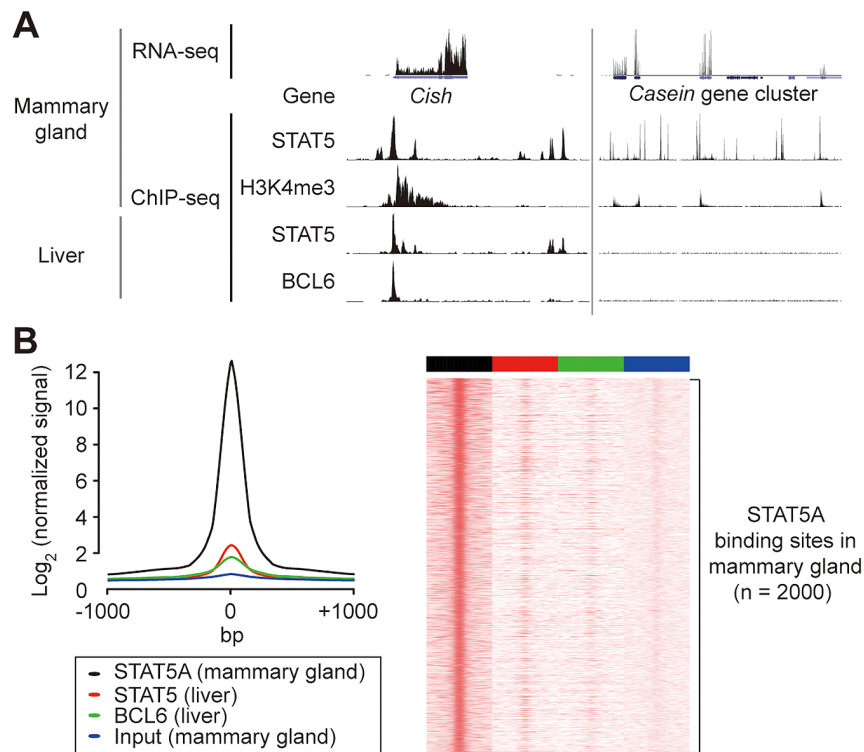 A
RNA-seq
Mammary
gland
Gene
Cish
Casein gene cluster
STAT5
H3K4me3
ChIP-seq
STAT5
Liver
BCL6
B
Log2 (normalized signal)
12
10
8
6
4
2
0
-1000
0
+1000
bp
STAT5A (mammary gland)
STAT5 (liver)
BCL6 (liver)
Input (mammary gland)
STAT5A
binding sites in
mammary gland
(n = 2000)